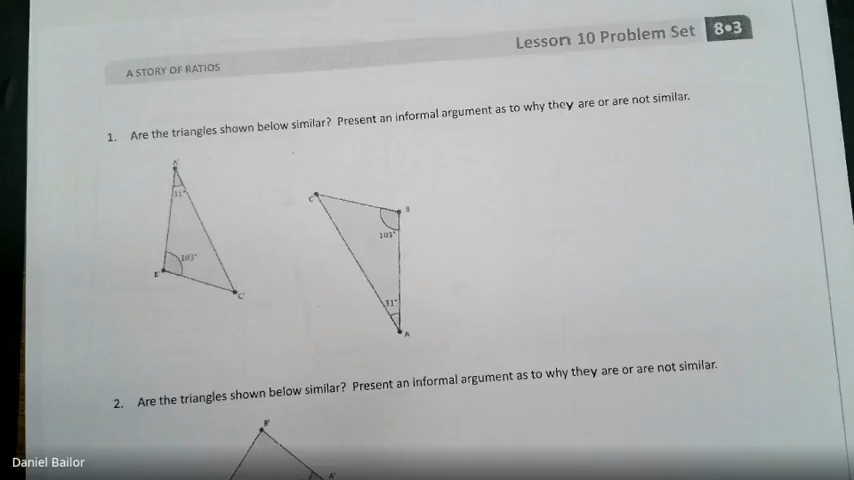 Lesson 10 Problem Set 8•3
A STORY OF RATIOS
1. Are the triangles shown below similar? Present an informal argument as to why they are or are not similar.
A'
31°
103°
B'
C'
C
B
103°
31°
A
2. Are the triangles shown below similar? Present an informal argument as to why they are or are not similar.
Daniel Bailor